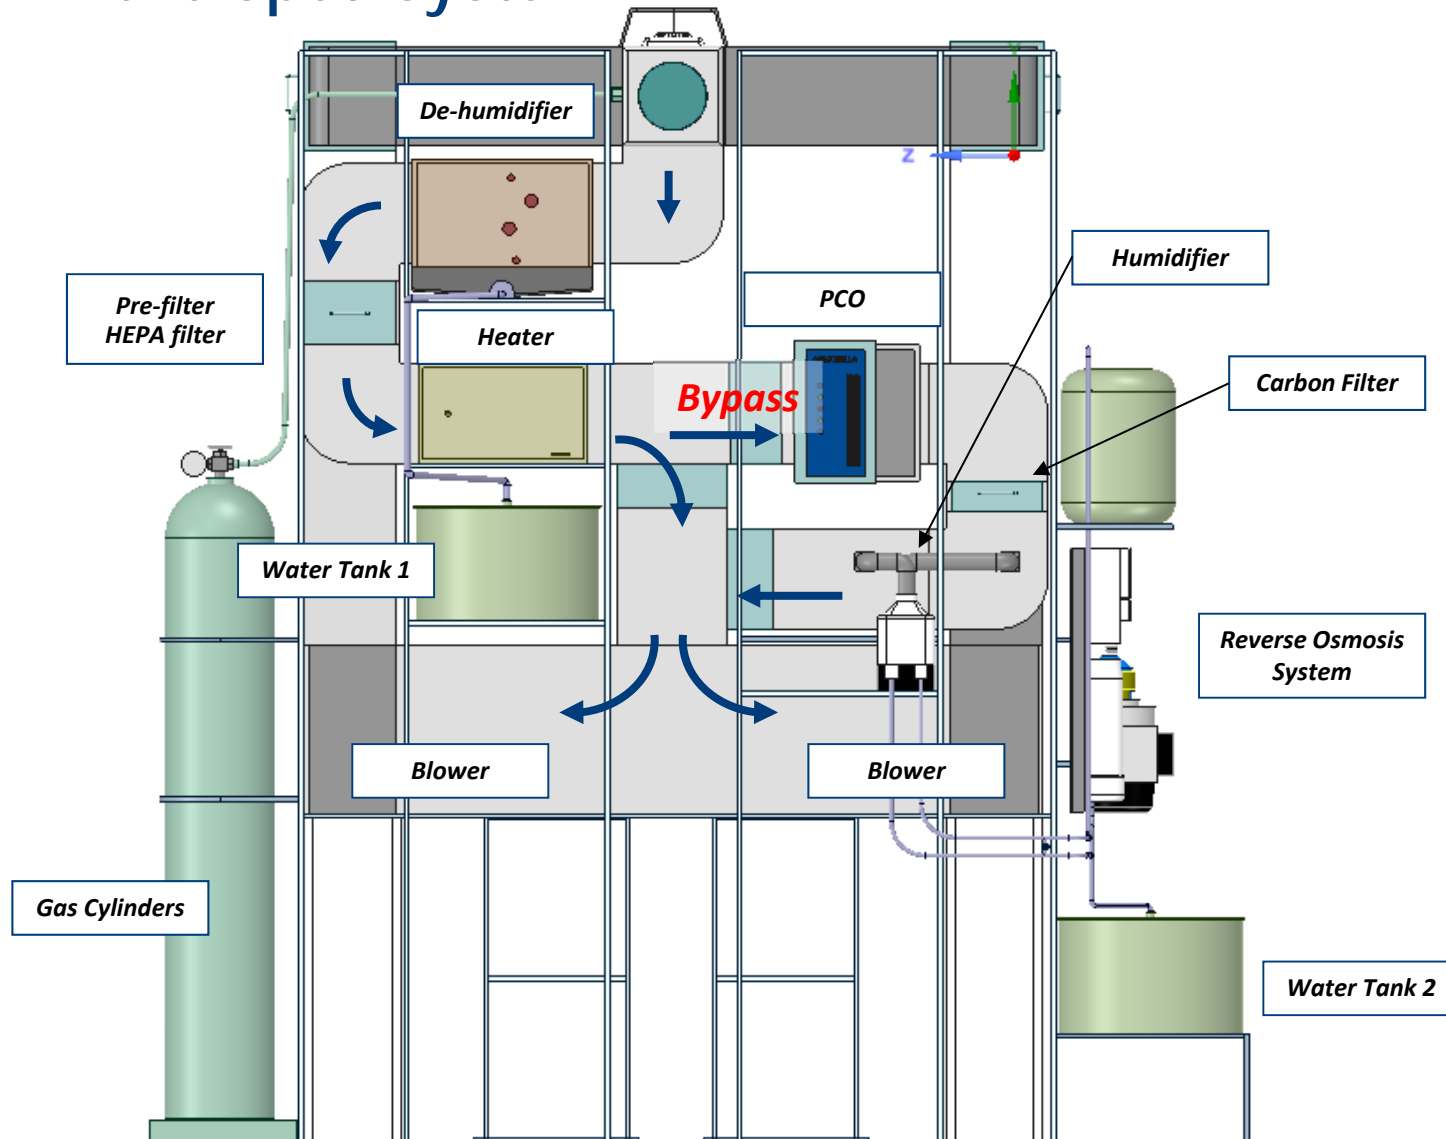 De-humidifier
Z
Humidifier
Pre-filter
HEPA filter
PCO
Heater
Bypass
Carbon Filter
Water Tank 1
Reverse Osmosis
System
Blower
Blower
Gas Cylinders
Water Tank 2